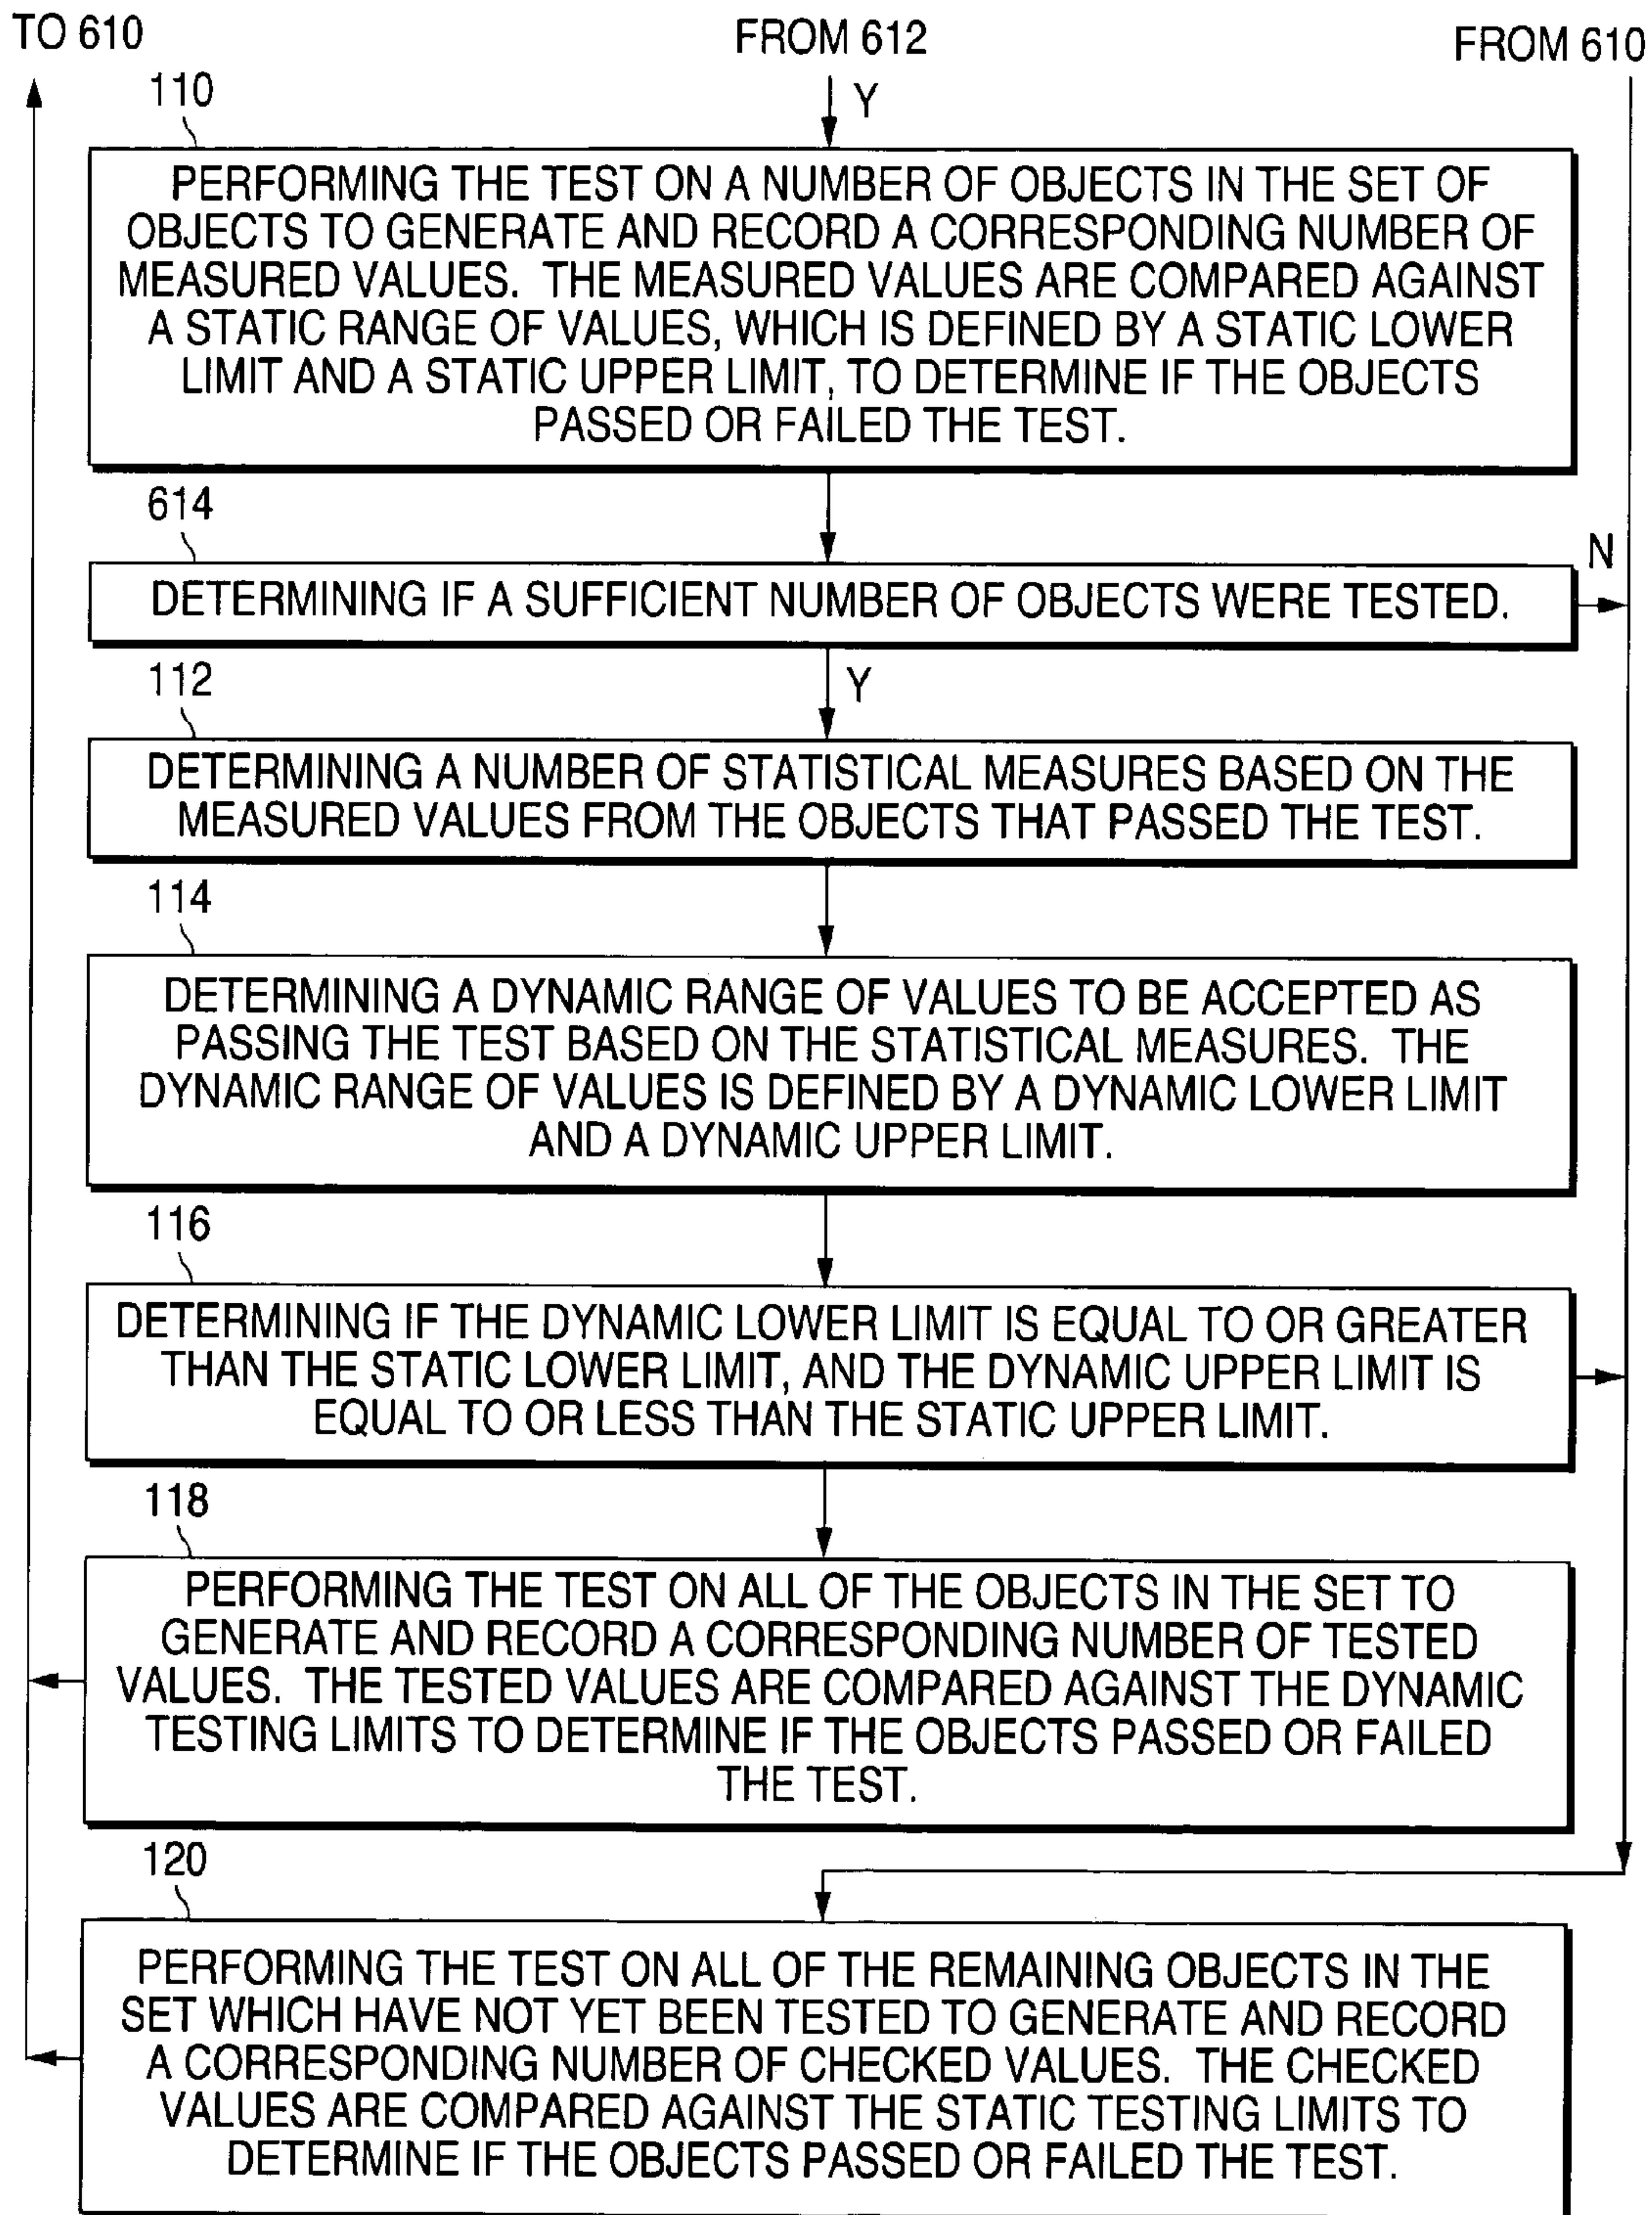 TO 610
FROM 612
FROM 610
110
Y
PERFORMING THE TEST ON A NUMBER OF OBJECTS IN THE SET OF
OBJECTS TO GENERATE AND RECORD A CORRESPONDING NUMBER OF
MEASURED VALUES. THE MEASURED VALUES ARE COMPARED AGAINST
A STATIC RANGE OF VALUES, WHICH IS DEFINED BY A STATIC LOWER
LIMIT AND A STATIC UPPER LIMIT, TO DETERMINE IF THE OBJECTS
PASSED OR FAILED THE TEST.
614
N
DETERMINING IF A SUFFICIENT NUMBER OF OBJECTS WERE TESTED.
112
Y
DETERMINING A NUMBER OF STATISTICAL MEASURES BASED ON THE
MEASURED VALUES FROM THE OBJECTS THAT PASSED THE TEST.
114
DETERMINING A DYNAMIC RANGE OF VALUES TO BE ACCEPTED AS
PASSING THE TEST BASED ON THE STATISTICAL MEASURES. THE
DYNAMIC RANGE OF VALUES IS DEFINED BY A DYNAMIC LOWER LIMIT
AND A DYNAMIC UPPER LIMIT.
116
DETERMINING IF THE DYNAMIC LOWER LIMIT IS EQUAL TO OR GREATER
THAN THE STATIC LOWER LIMIT, AND THE DYNAMIC UPPER LIMIT IS
EQUAL TO OR LESS THAN THE STATIC UPPER LIMIT.
118
PERFORMING THE TEST ON ALL OF THE OBJECTS IN THE SET TO
GENERATE AND RECORD A CORRESPONDING NUMBER OF TESTED
VALUES. THE TESTED VALUES ARE COMPARED AGAINST THE DYNAMIC
TESTING LIMITS TO DETERMINE IF THE OBJECTS PASSED OR FAILED
THE TEST.
120
PERFORMING THE TEST ON ALL OF THE REMAINING OBJECTS IN THE
SET WHICH HAVE NOT YET BEEN TESTED TO GENERATE AND RECORD
A CORRESPONDING NUMBER OF CHECKED VALUES. THE CHECKED
VALUES ARE COMPARED AGAINST THE STATIC TESTING LIMITS TO
DETERMINE IF THE OBJECTS PASSED OR FAILED THE TEST.